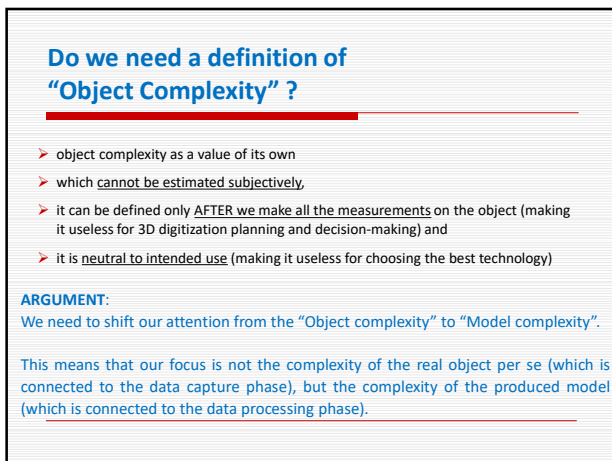 Do we need a definition of
“Object Complexity” ?
➢ object complexity as a value of its own
➢ which cannot be estimated subjectively,
➢ it can be defined only AFTER we make all the measurements on the object (making
it useless for 3D digitization planning and decision-making) and
➢ it is neutral to intended use (making it useless for choosing the best technology)
ARGUMENT:
We need to shift our attention from the “Object complexity” to “Model complexity”.
This means that our focus is not the complexity of the real object per se (which is
connected to the data capture phase), but the complexity of the produced model
(which is connected to the data processing phase).